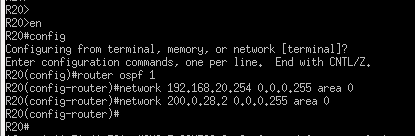 R20>
R20>en
R20#config
Configuring from terminal, memory, or network [terminal]?
Enter configuration commands, one per line.  End with CNTL/Z.
R20(config)#router ospf 1
R20(config-router)#network 192.168.20.254 0.0.0.255 area 0
R20(config-router)#network 200.0.28.2 0.0.0.255 area 0
R20(config-router)#
R20#